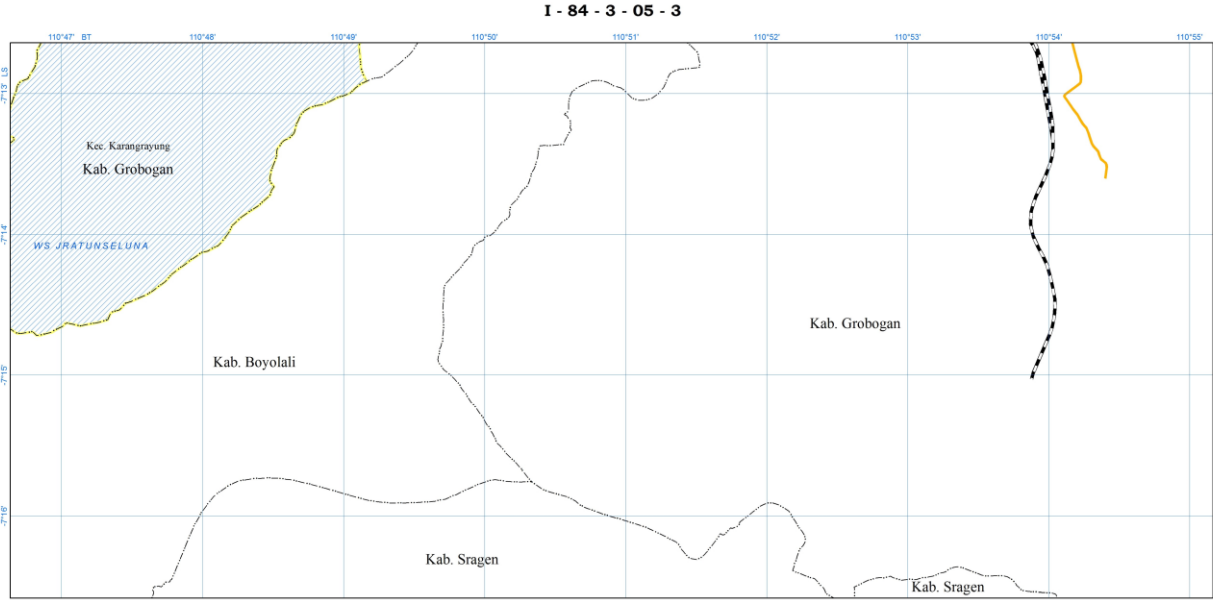 I - 84 - 3 - 05 - 3
110°47' BT
110°48'
110°49'
110°50'
110°51'
110°52'
110°53'
110°54'
110°55'
-7°13' LS
-7°14'
-7°15'
-7°16'
Kec. Karangrayung
Kab. Grobogan
WS JRATUNSELUNA
Kab. Grobogan
Kab. Boyolali
Kab. Sragen
Kab. Sragen